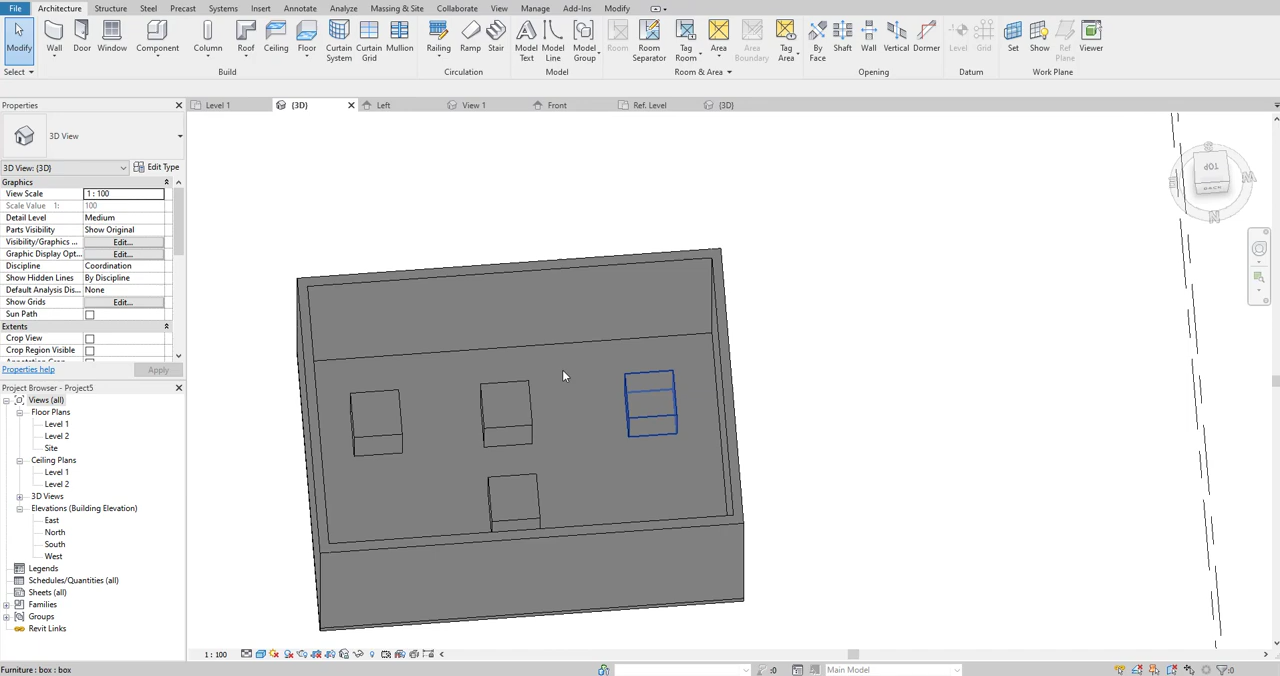 File Architecture Structure Steel Precast Systems Insert Annotate Analyze Massing & Site Collaborate View Manage Add-Ins Modify
Modify Wall Door Window Component Column Roof Ceiling Floor Curtain System Curtain Grid Mullion Railing Ramp Stair Model Text Model Line Model Group Room Room Separator Tag Room Area Area Boundary Tag Area By Face Shaft Wall Vertical Dormer Level Grid Set Show Ref Plane Viewer
Select Build Circulation Model Room & Area Opening Datum Work Plane
Properties
Level 1 {3D} Left View 1 Front Ref. Level {3D}
3D View
3D View: {3D} Edit Type
Graphics
View Scale 1 : 100
Scale Value 1: 100
Detail Level Medium
Parts Visibility Show Original
Visibility/Graphics ... Edit...
Graphic Display Opt... Edit...
Discipline Coordination
Show Hidden Lines By Discipline
Default Analysis Dis... None
Show Grids Edit...
Sun Path
Extents
Crop View
Crop Region Visible
Properties help Apply
Project Browser - Project5
Views (all)
Floor Plans
Level 1
Level 2
Site
Ceiling Plans
Level 1
Level 2
3D Views
Elevations (Building Elevation)
East
North
South
West
Legends
Schedules/Quantities (all)
Sheets (all)
Families
Groups
Revit Links
S
TOP
BACK
N
1 : 100
Furniture : box : box
:0 Main Model :0